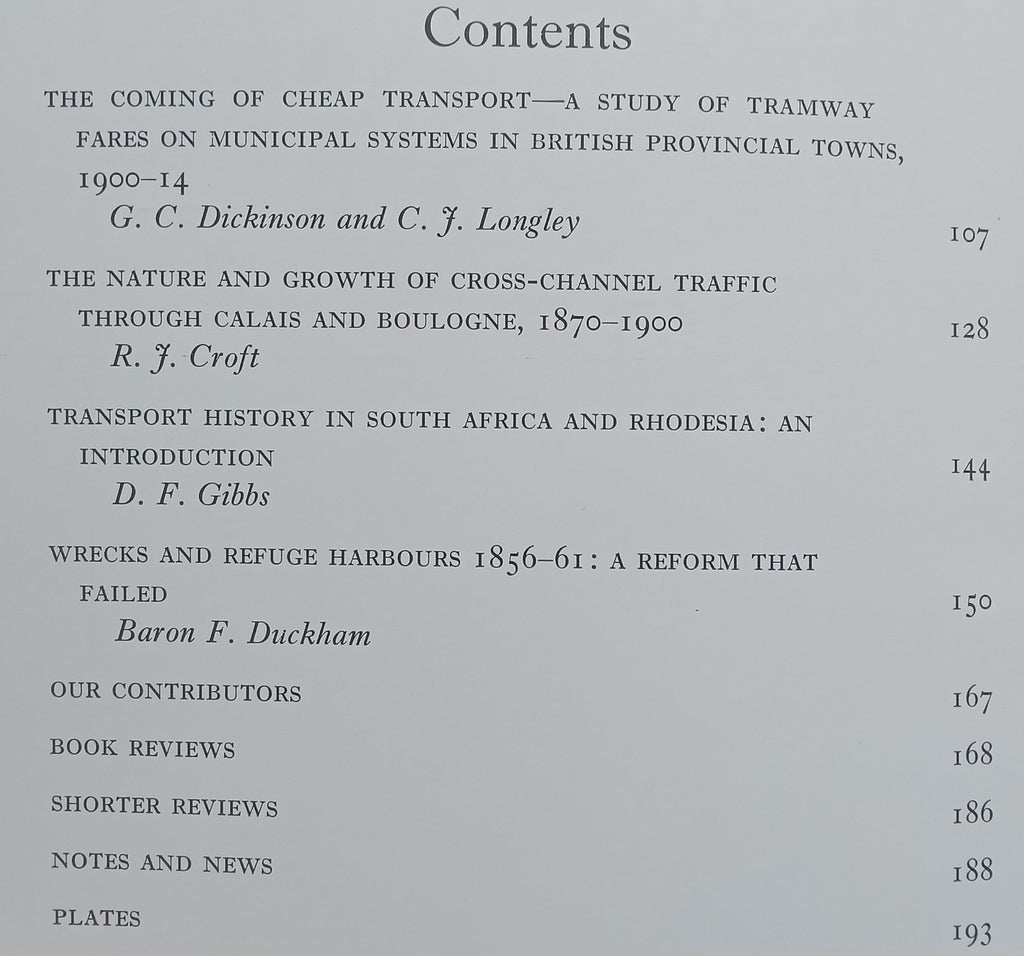 Contents
THE COMING OF CHEAP TRANSPORT—A STUDY OF TRAMWAY
FARES ON MUNICIPAL SYSTEMS IN BRITISH PROVINCIAL TOWNS,
1900–14
G. C. Dickinson and C. J. Longley 107
THE NATURE AND GROWTH OF CROSS-CHANNEL TRAFFIC
THROUGH CALAIS AND BOULOGNE, 1870–1900 128
R. J. Croft
TRANSPORT HISTORY IN SOUTH AFRICA AND RHODESIA: AN
INTRODUCTION 144
D. F. Gibbs
WRECKS AND REFUGE HARBOURS 1856–61: A REFORM THAT
FAILED 150
Baron F. Duckham
OUR CONTRIBUTORS 167
BOOK REVIEWS 168
SHORTER REVIEWS 186
NOTES AND NEWS 188
PLATES 193